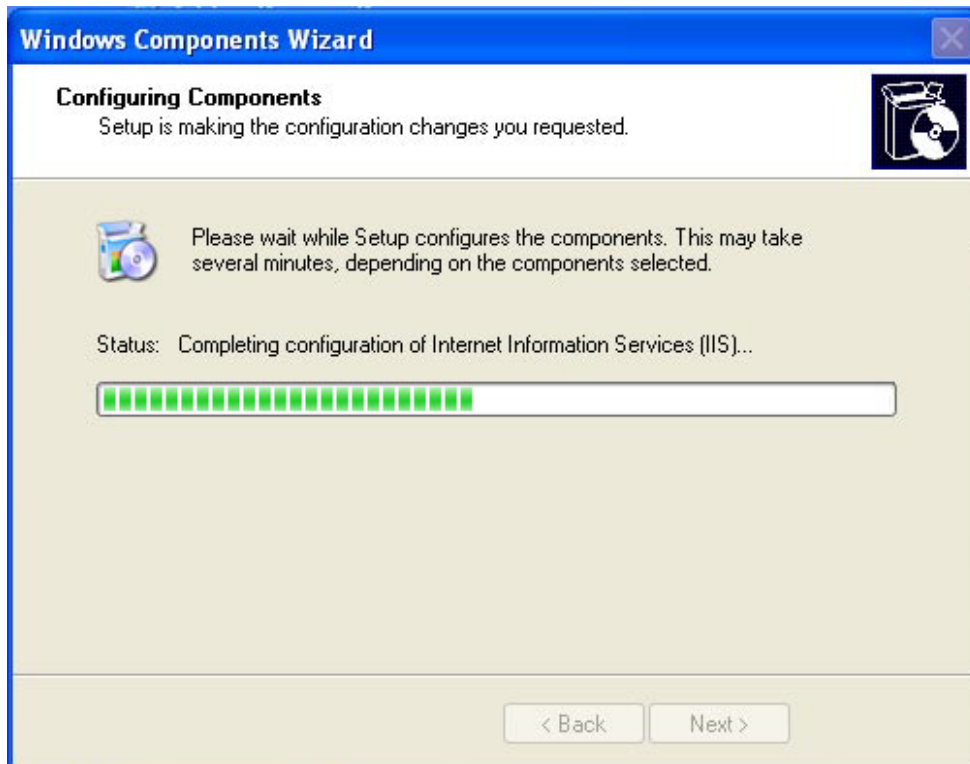 Windows Components Wizard
Configuring Components
Setup is making the configuration changes you requested.
Please wait while Setup configures the components. This may take
several minutes, depending on the components selected.
Status: Completing configuration of Internet Information Services (IIS)...
< Back Next >